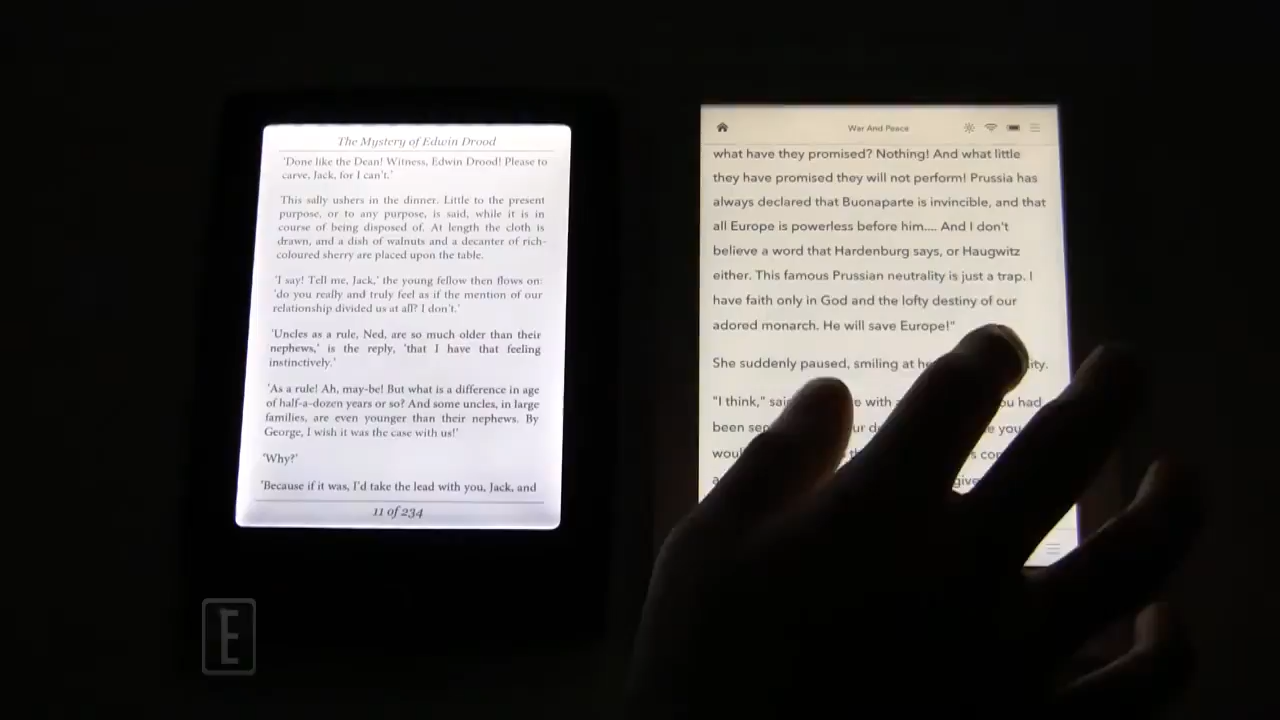 The Mystery of Edwin Drood
'Done like the Dean! Witness, Edwin Drood! Please to
carve, Jack, for I can't.'
This sally ushers in the dinner. Little to the present
purpose, or to any purpose, is said, while it is in
course of being disposed of. At length the cloth is
drawn, and a dish of walnuts and a decanter of rich-
coloured sherry are placed upon the table.
'I say! Tell me, Jack,' the young fellow then flows on:
'do you really and truly feel as if the mention of our
relationship divided us at all? I don't.'
'Uncles as a rule, Ned, are so much older than their
nephews,' is the reply, 'that I have that feeling
instinctively.'
'As a rule! Ah, may-be! But what is a difference in age
of half-a-dozen years or so? And some uncles, in large
families, are even younger than their nephews. By
George, I wish it was the case with us!'
'Why?'
'Because if it was, I'd take the lead with you, Jack, and
11 of 234
War And Peace
what have they promised? Nothing! And what little
they have promised they will not perform! Prussia has
always declared that Buonaparte is invincible, and that
all Europe is powerless before him.... And I don't
believe a word that Hardenburg says, or Haugwitz
either. This famous Prussian neutrality is just a trap. I
have faith only in God and the lofty destiny of our
adored monarch. He will save Europe!"
She suddenly paused, smiling at
"I think," with had
been
E